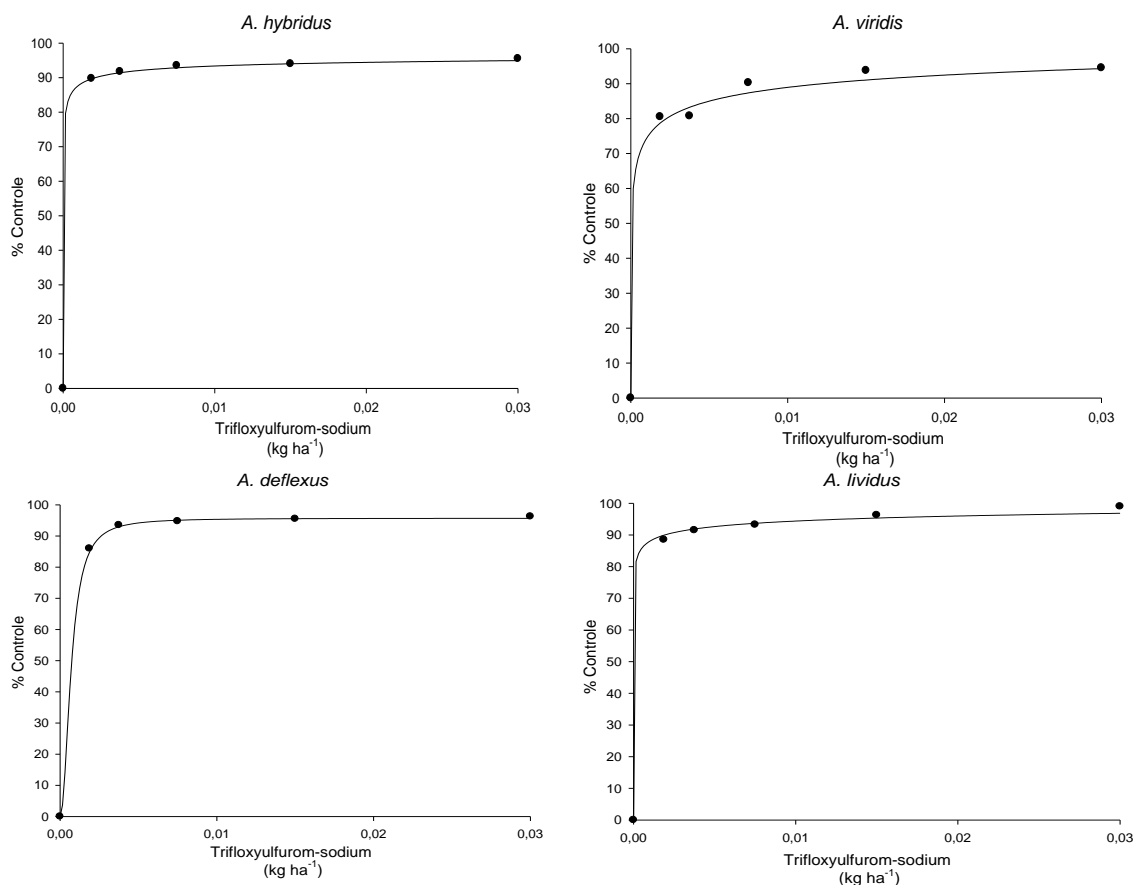 A. hybridus
100
90
80
70
60
50
40
30
20
10
0
% Controle
0,00 0,01 0,02 0,03
Trifloxyulfurom-sodium
(kg ha⁻¹)
A. viridis
100
90
80
70
60
50
40
30
20
10
0
% Controle
0,00 0,01 0,02 0,03
Trifloxyulfurom-sodium
(kg ha⁻¹)
A. deflexus
100
90
80
70
60
50
40
30
20
10
0
% Controle
0,00 0,01 0,02 0,03
Trifloxyulfurom-sodium
(kg ha⁻¹)
A. lividus
100
90
80
70
60
50
40
30
20
10
0
% Controle
0,00 0,01 0,02 0,03
Trifloxyulfurom-sodium
(kg ha⁻¹)